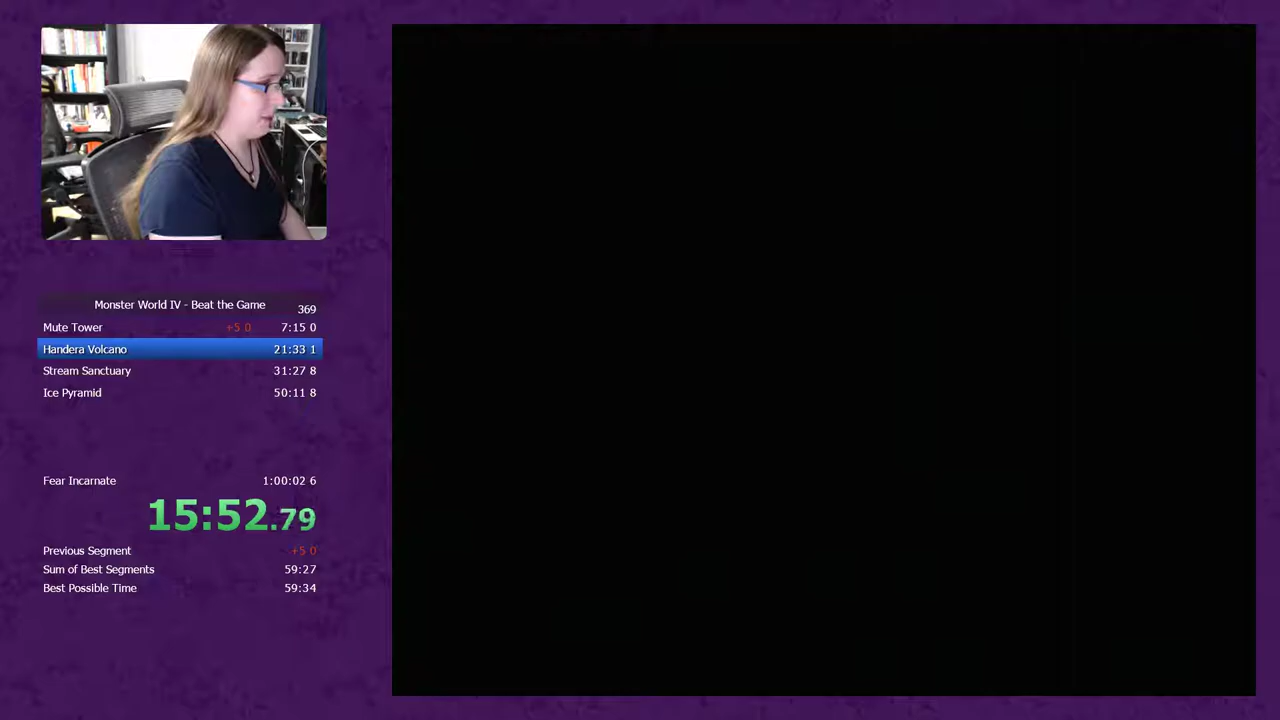 Monster World IV - Beat the Game
369
Mute Tower +5 0 7:15 0
Handera Volcano 21:33 1
Stream Sanctuary 31:27 8
Ice Pyramid 50:11 8
Fear Incarnate 1:00:02 6
15:52.79
Previous Segment +5 0
Sum of Best Segments 59:27
Best Possible Time 59:34